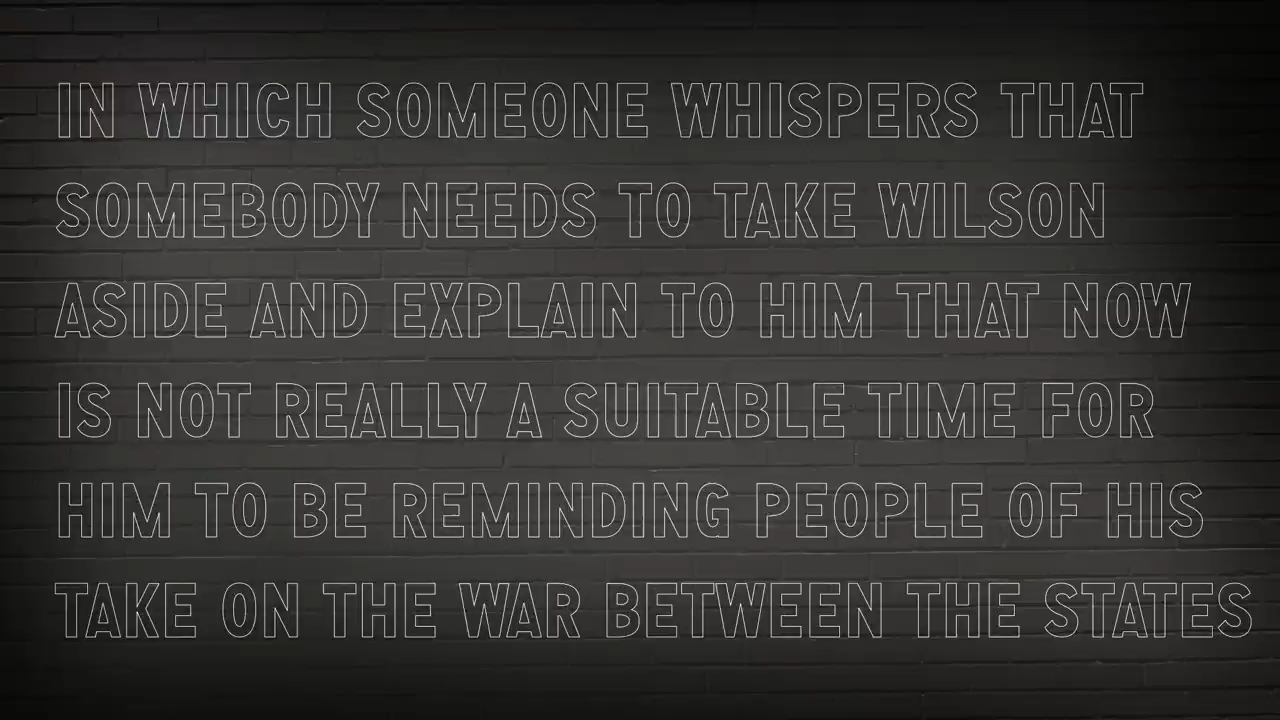 IN WHICH SOMEONE WHISPERS THAT
SOMEBODY NEEDS TO TAKE WILSON
ASIDE AND EXPLAIN TO HIM THAT NOW
IS NOT REALLY A SUITABLE TIME FOR
HIM TO BE REMINDING PEOPLE OF HIS
TAKE ON THE WAR BETWEEN THE STATES